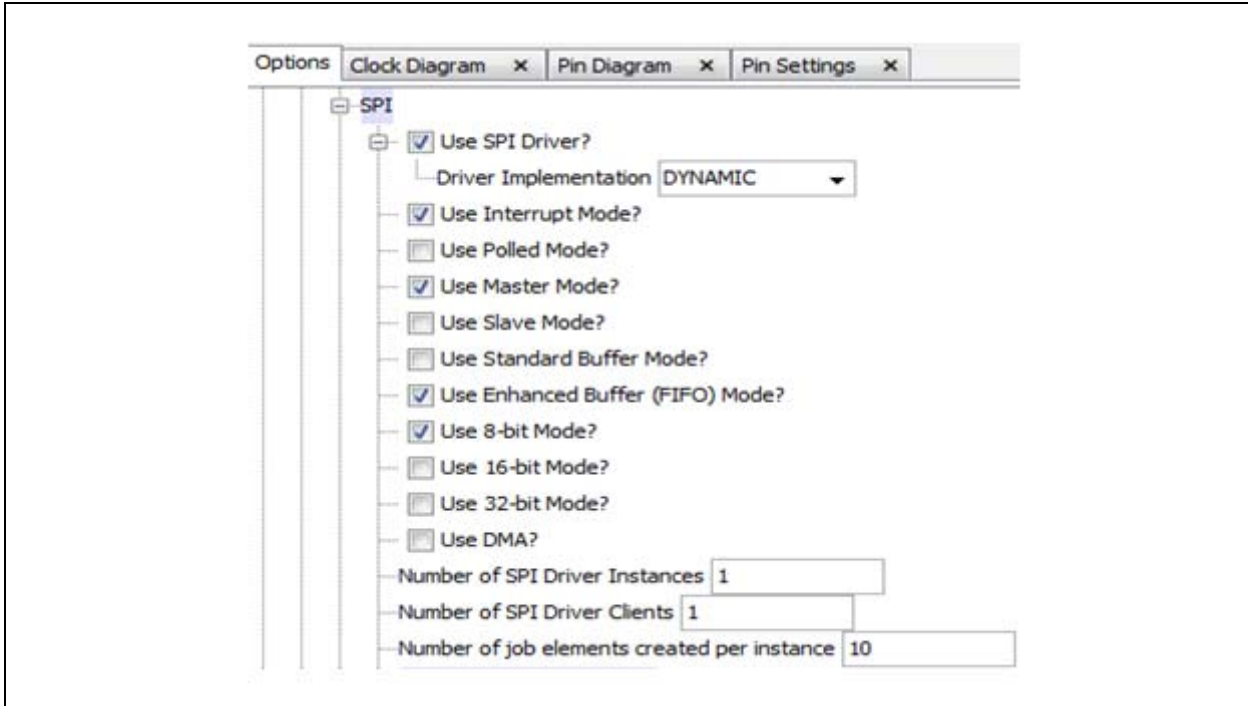 Options Clock Diagram × Pin Diagram × Pin Settings ×
SPI
Use SPI Driver?
Driver Implementation DYNAMIC
Use Interrupt Mode?
Use Polled Mode?
Use Master Mode?
Use Slave Mode?
Use Standard Buffer Mode?
Use Enhanced Buffer (FIFO) Mode?
Use 8-bit Mode?
Use 16-bit Mode?
Use 32-bit Mode?
Use DMA?
Number of SPI Driver Instances 1
Number of SPI Driver Clients 1
Number of job elements created per instance 10